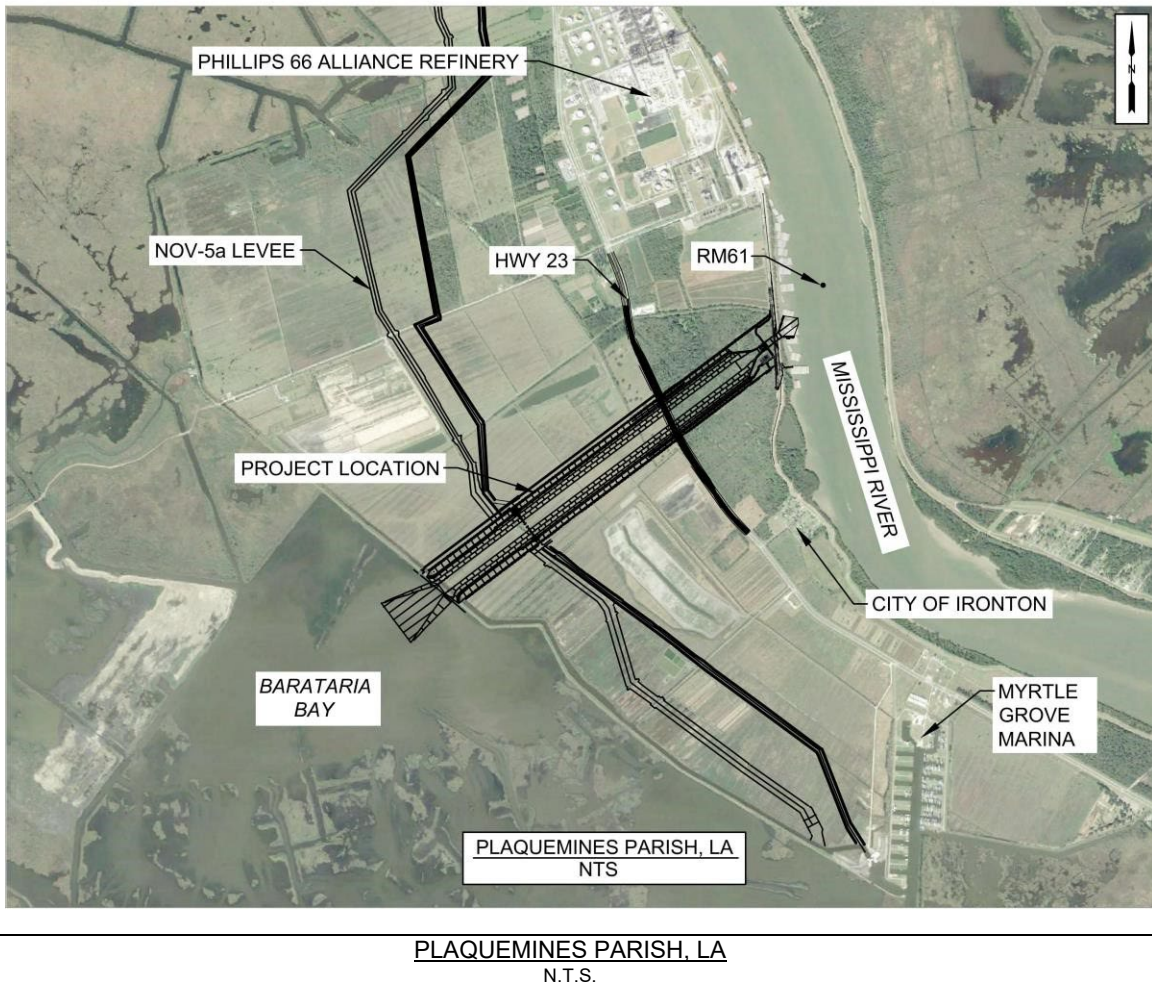 PHILLIPS 66 ALLIANCE REFINERY
N
NOV-5a LEVEE
HWY 23
RM61
MISSISSIPPI RIVER
PROJECT LOCATION
CITY OF IRONTON
BARATARIA
BAY
MYRTLE
GROVE
MARINA
PLAQUEMINES PARISH, LA
NTS
PLAQUEMINES PARISH, LA
N.T.S.